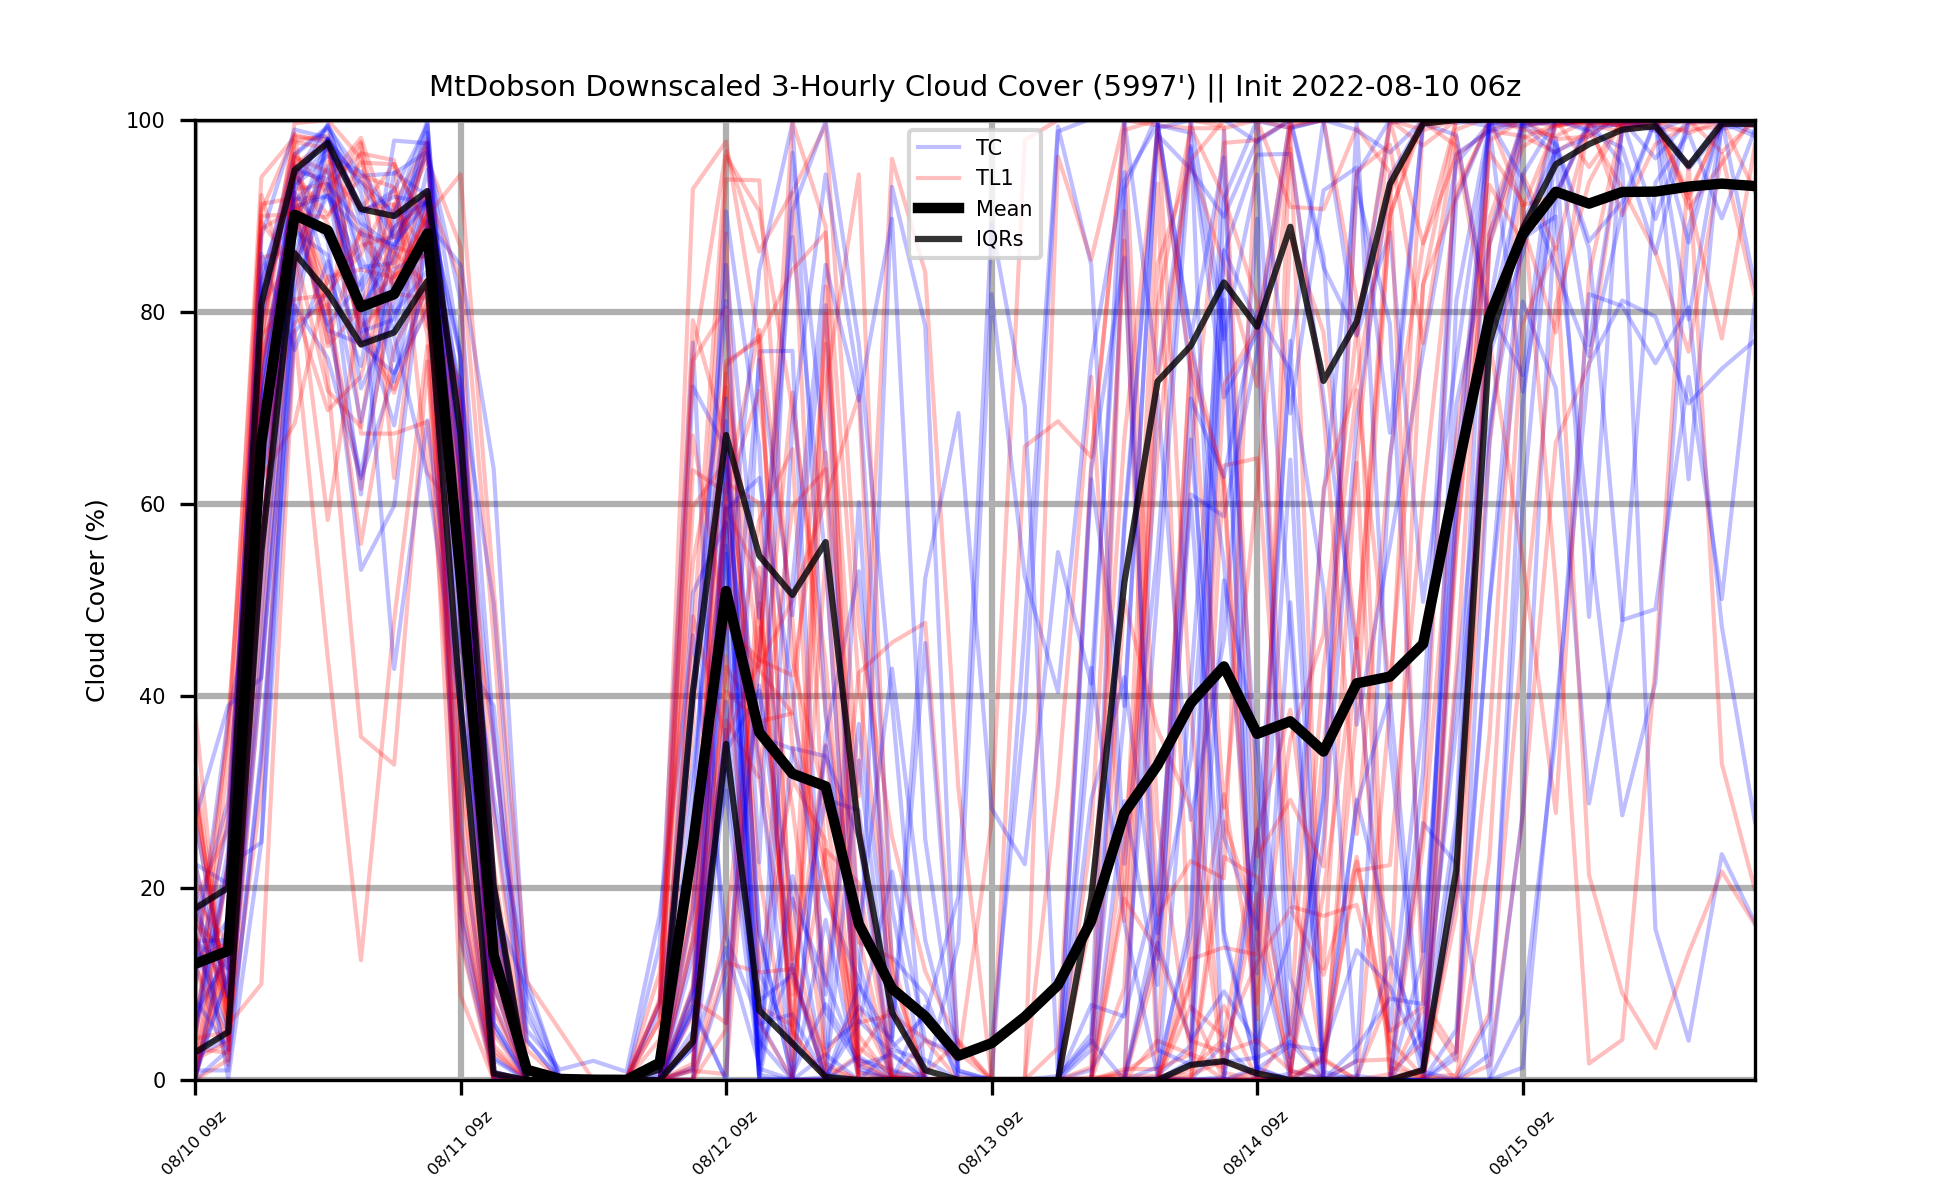 MtDobson Downscaled 3-Hourly Cloud Cover (5997') || Init 2022-08-10 06z
TC
TL1
Mean
IQRs
Cloud Cover (%)
100
80
60
40
20
0
08/10 09z
08/11 09z
08/12 09z
08/13 09z
08/14 09z
08/15 09z